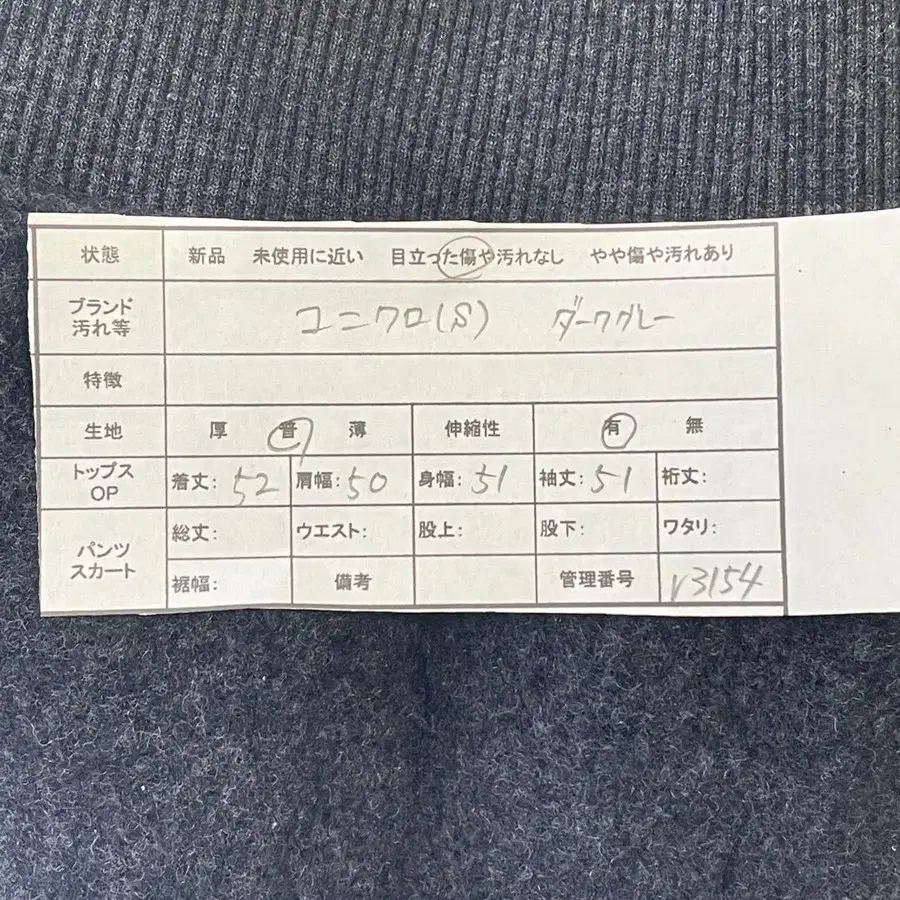 状態 新品 未使用に近い 目立った傷や汚れなし やや傷や汚れあり
ブランド
汚れ等 ユニクロ(S) ダークグレー
特徴
生地 厚 普 薄 伸縮性 有 無
トップス
OP 着丈: 52 肩幅: 50 身幅: 51 袖丈: 51 裄丈:
パンツ
スカート 総丈: ウエスト: 股上: 股下: ワタリ:
裾幅: 備考 管理番号 v3154